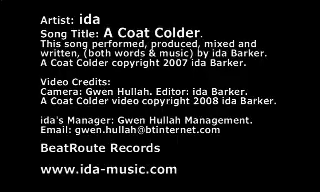 Artist: ida
Song Title: A Coat Colder.
This song performed, produced, mixed and
written, (both words & music) by ida Barker.
A Coat Colder copyright 2007 ida Barker.
Video Credits:
Camera: Gwen Hullah. Editor: ida Barker.
A Coat Colder video copyright 2008 ida Barker.
ida's Manager: Gwen Hullah Management.
Email: gwen.hullah@btinternet.com
BeatRoute Records
www.ida-music.com